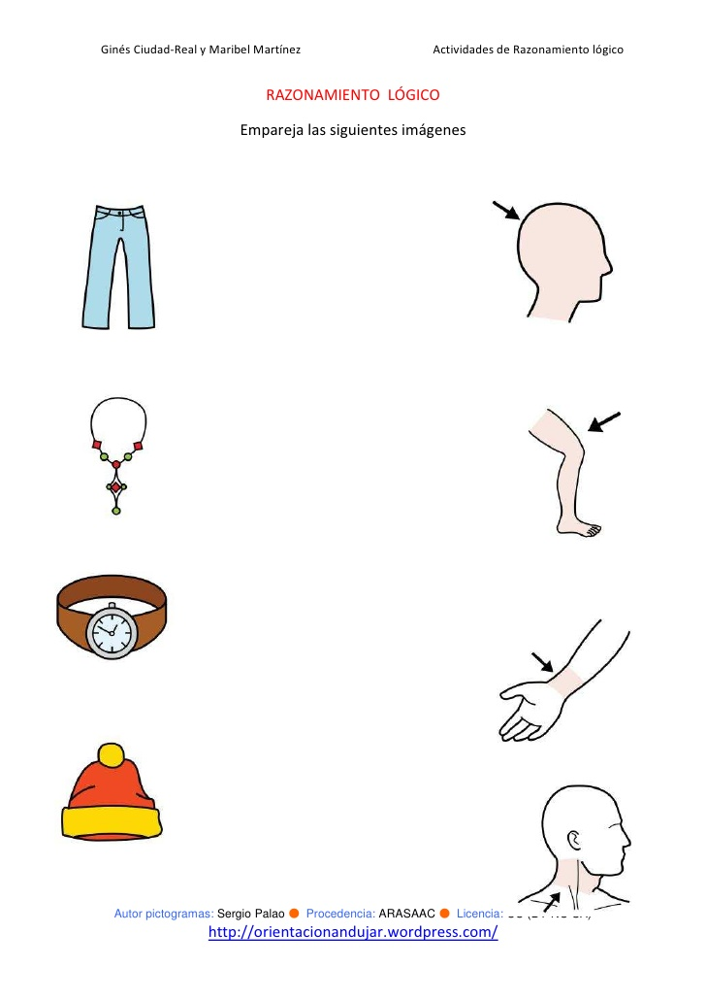 Ginés Ciudad-Real y Maribel Martínez Actividades de Razonamiento lógico
RAZONAMIENTO LÓGICO
Empareja las siguientes imágenes
Autor pictogramas: Sergio Palao Procedencia: ARASAAC Licencia:
http://orientacionandujar.wordpress.com/